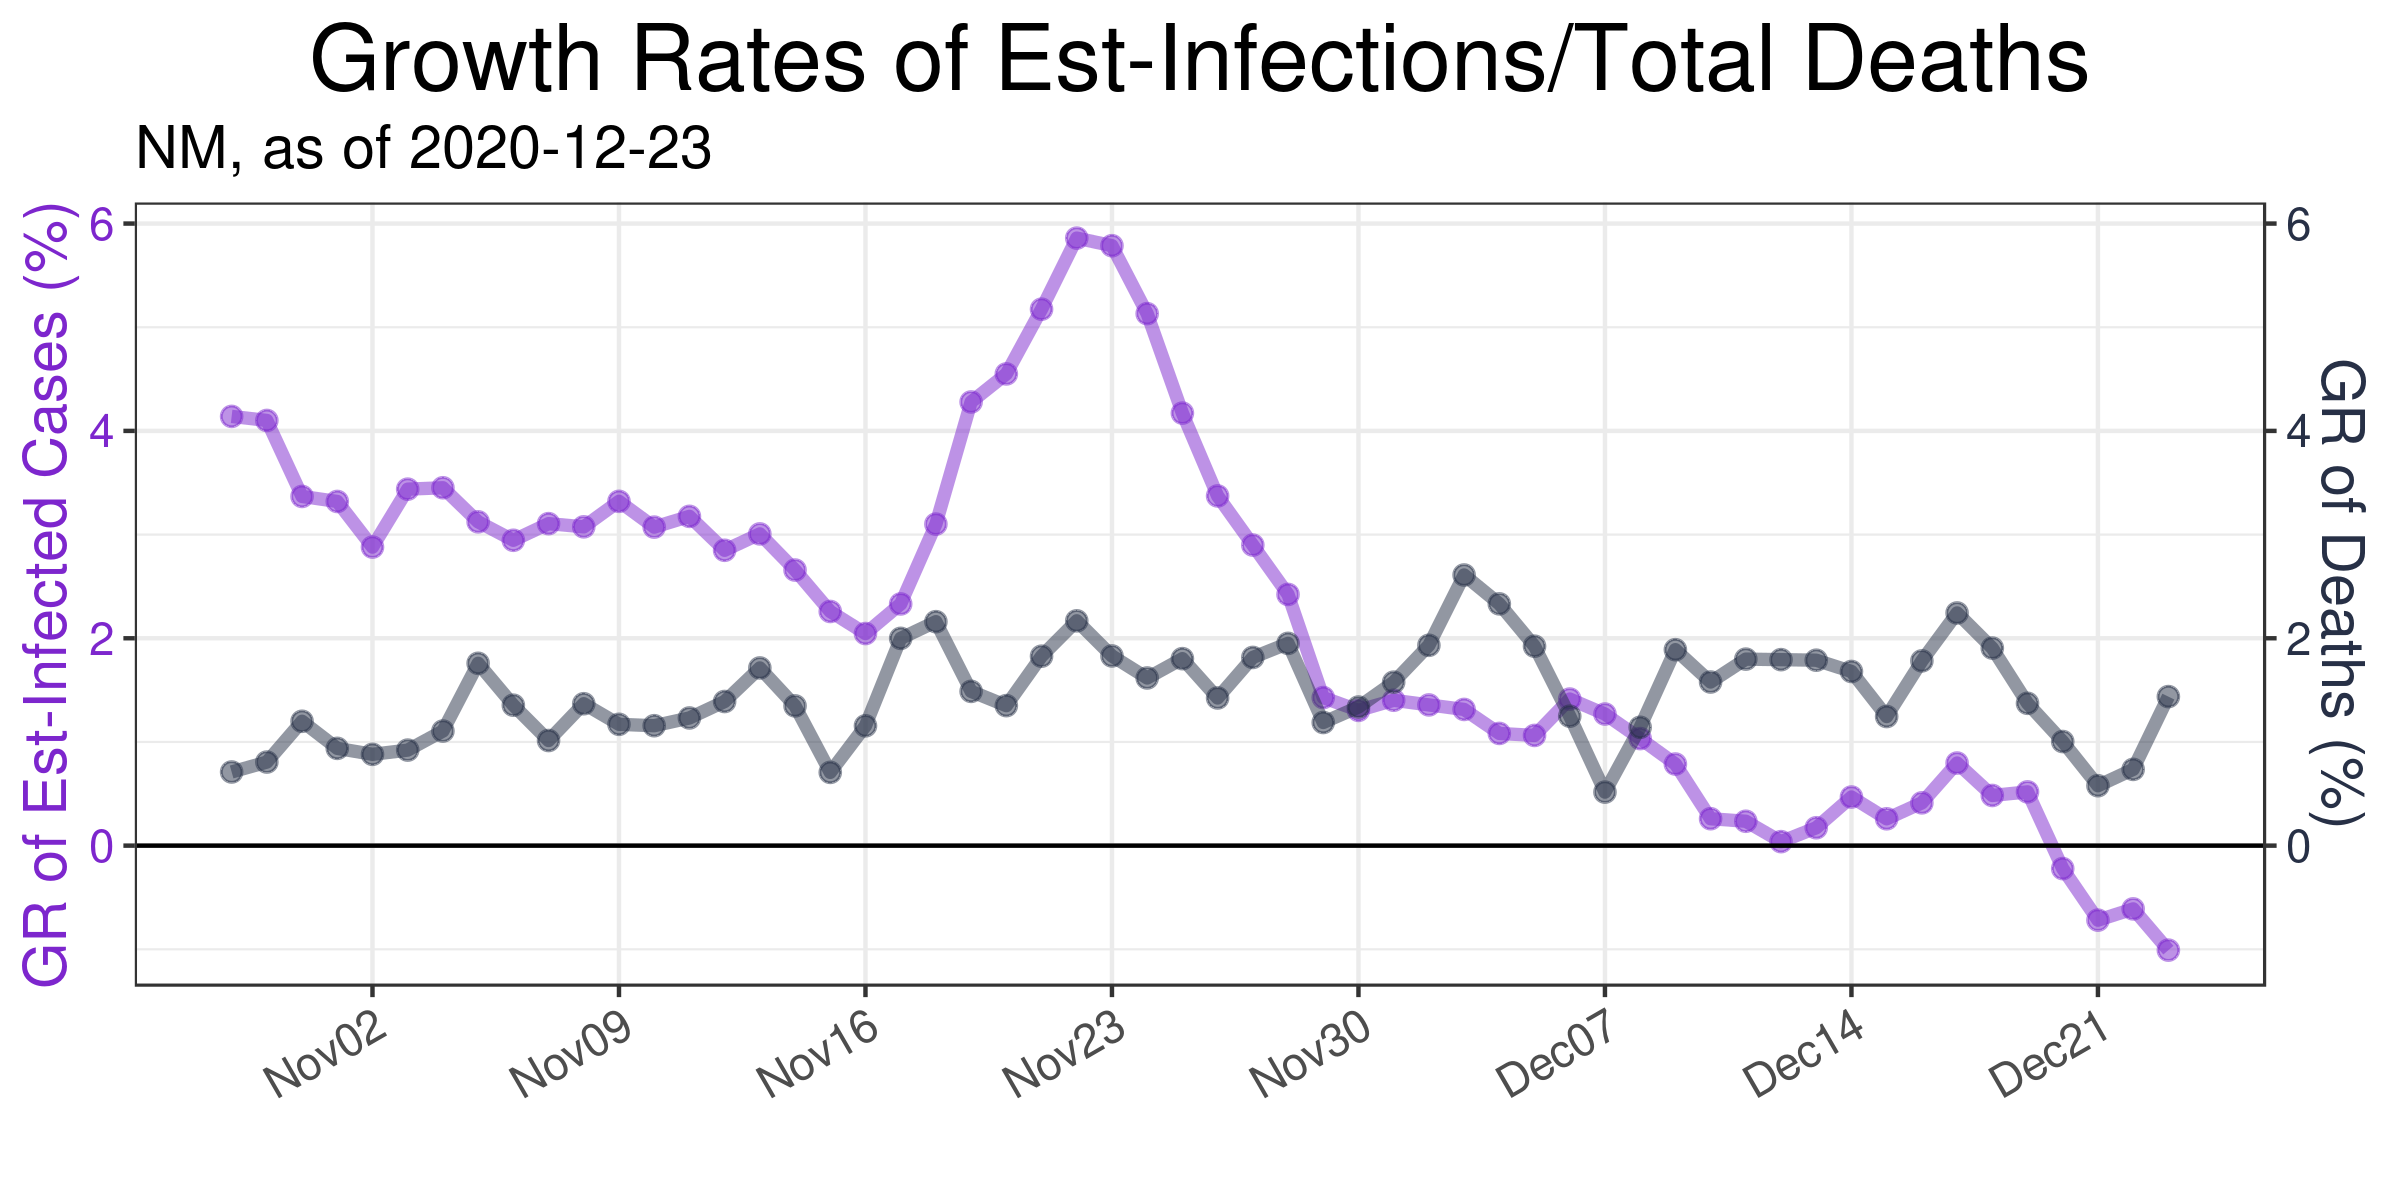 Growth Rates of Est-Infections/Total Deaths
NM, as of 2020-12-23
GR of Est-Infected Cases (%)
6
4
2
0
6
4
2
0
GR of Deaths (%)
Nov02
Nov09
Nov16
Nov23
Nov30
Dec07
Dec14
Dec21